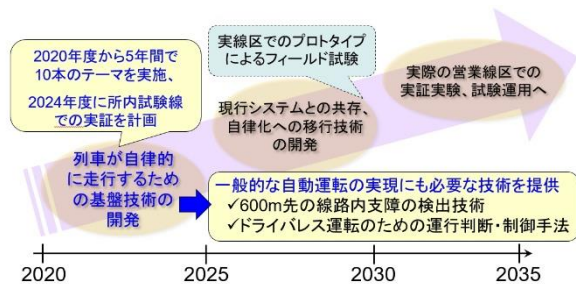 2020年度から5年間で
10本のテーマを実施、
2024年度に所内試験線
での実証を計画
実線区でのプロトタイプ
によるフィールド試験
実際の営業線区での
実証実験、試験運用へ
現行システムとの共存、
自律化への移行技術
の開発
列車が自律的
に走行するため
の基盤技術の
開発
一般的な自動運転の実現にも必要な技術を提供
✓600m先の線路内支障の検出技術
✓ドライバレス運転のための運行判断・制御手法
2020
2025
2030
2035